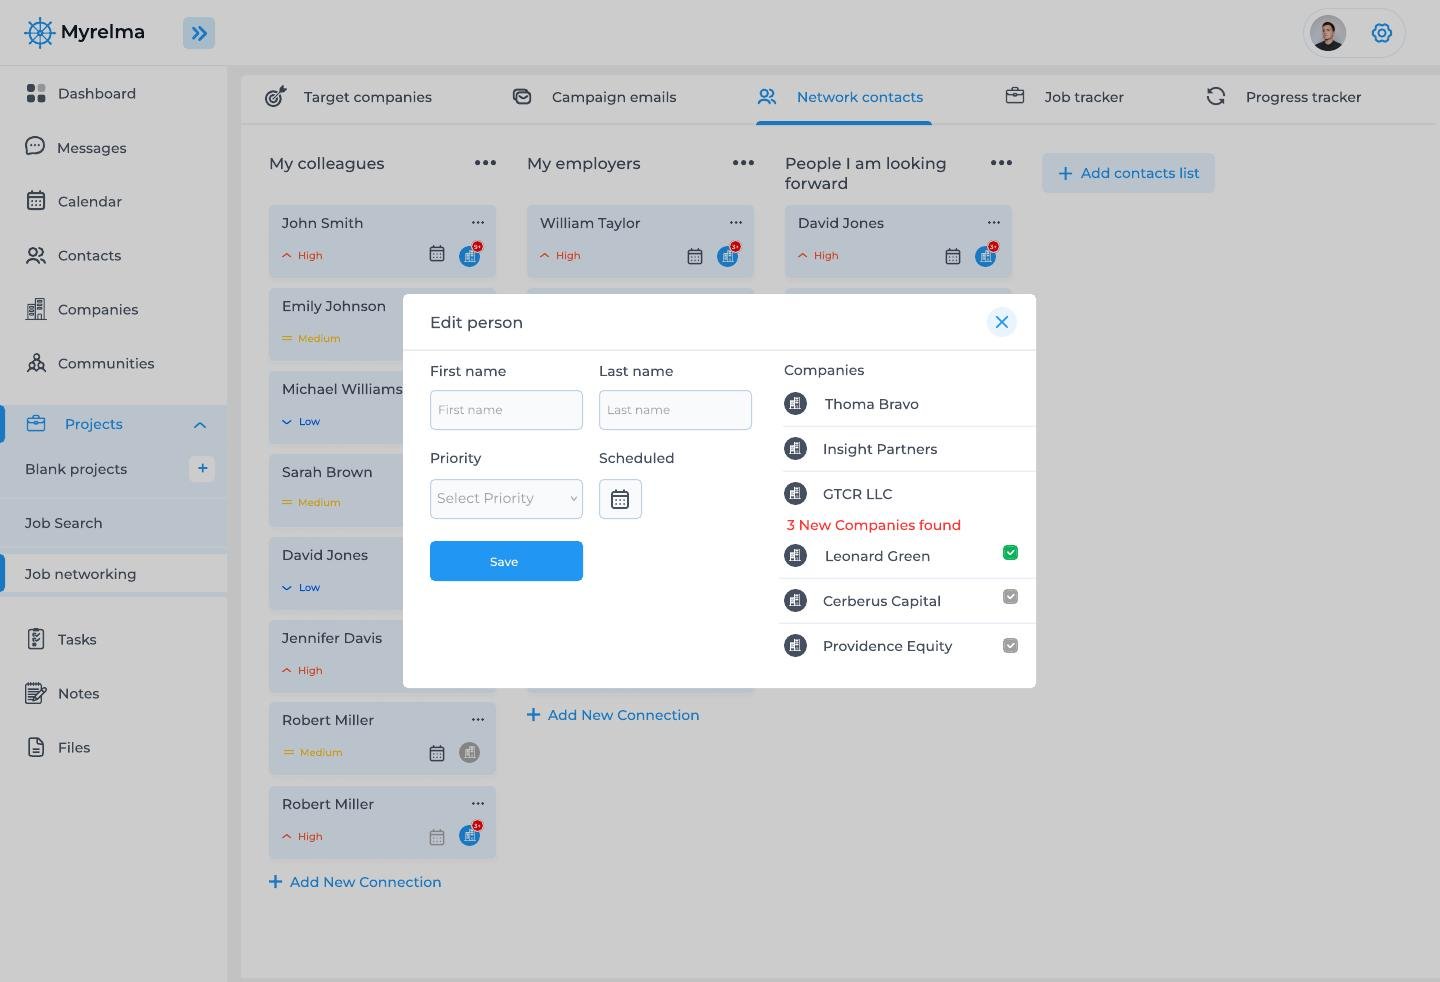 Myrelma
Dashboard
Messages
Calendar
Contacts
Companies
Communities
Projects
Blank projects
Job Search
Job networking
Tasks
Notes
Files
Target companies
Campaign emails
Network contacts
Job tracker
Progress tracker
My colleagues
John Smith
High
9+
Emily Johnson
Medium
Michael Williams
Low
Sarah Brown
Medium
David Jones
Low
Jennifer Davis
High
Robert Miller
Medium
Robert Miller
High
3+
Add New Connection
My employers
William Taylor
High
3+
Add New Connection
People I am looking
forward
David Jones
High
3+
Add contacts list
Edit person
First name
First name
Last name
Last name
Priority
Select Priority
Scheduled
Save
Companies
Thoma Bravo
Insight Partners
GTCR LLC
3 New Companies found
Leonard Green
Cerberus Capital
Providence Equity